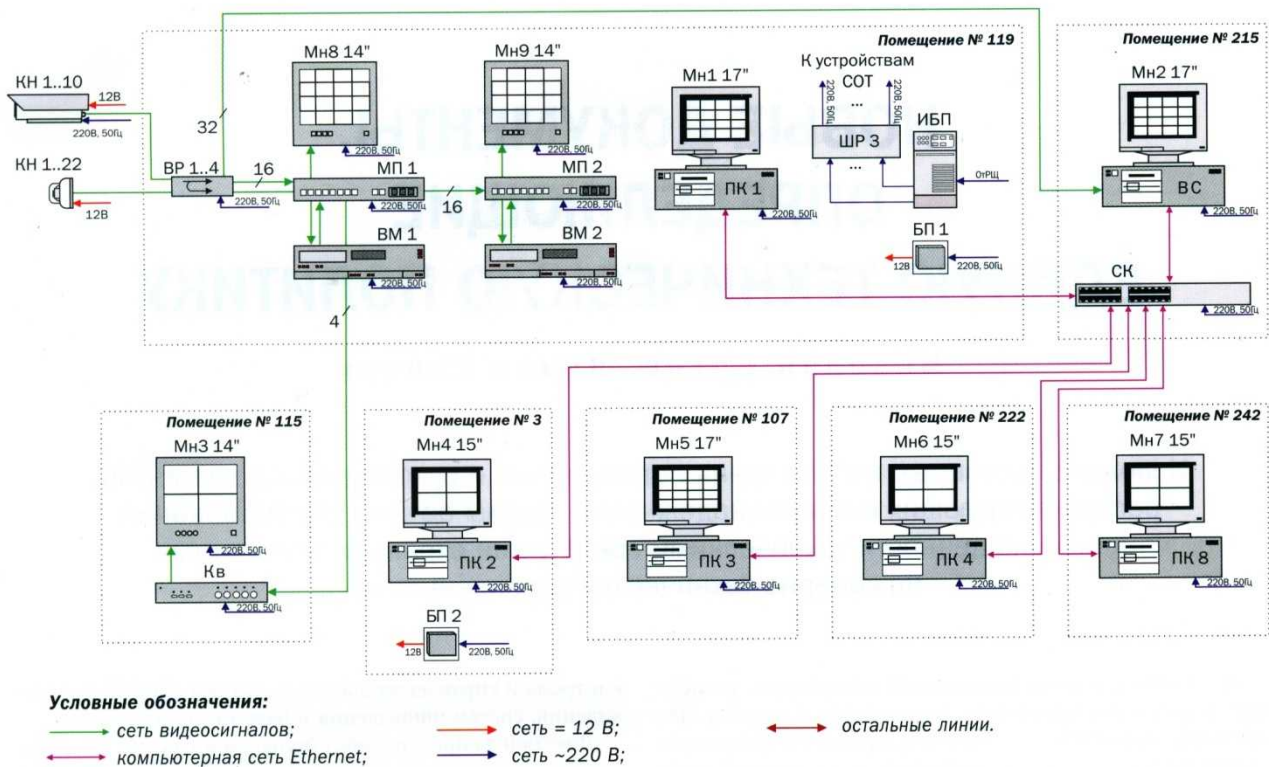 Помещение № 119
Помещение № 215
Мн8 14"
Мн9 14"
Мн1 17"
К устройствам
СОТ
Мн2 17"
КН 1..10
12В
220В, 50Гц
32
220В, 50Гц
220В, 50Гц
...
ШР 3
...
ИБП
ОтРЩ
КН 1..22
12В
ВР 1..4
220В, 50Гц
16
220В, 50Гц
МП 1
220В, 50Гц
16
220В, 50Гц
МП 2
220В, 50Гц
ПК 1
220В, 50Гц
ВС
220В, 50Гц
ВМ 1
220В, 50Гц
ВМ 2
220В, 50Гц
БП 1
12В
220В, 50Гц
СК
220В, 50Гц
4
Помещение № 115
Помещение № 3
Помещение № 107
Помещение № 222
Помещение № 242
Мн3 14"
Мн4 15"
Мн5 17"
Мн6 15"
Мн7 15"
220В, 50Гц
Кв
220В, 50Гц
ПК 2
220В, 50Гц
ПК 3
220В, 50Гц
ПК 4
220В, 50Гц
ПК 8
220В, 50Гц
БП 2
12В
220В, 50Гц
Условные обозначения:
сеть видеосигналов;
сеть = 12 В;
остальные линии.
компьютерная сеть Ethernet;
сеть ~220 В;